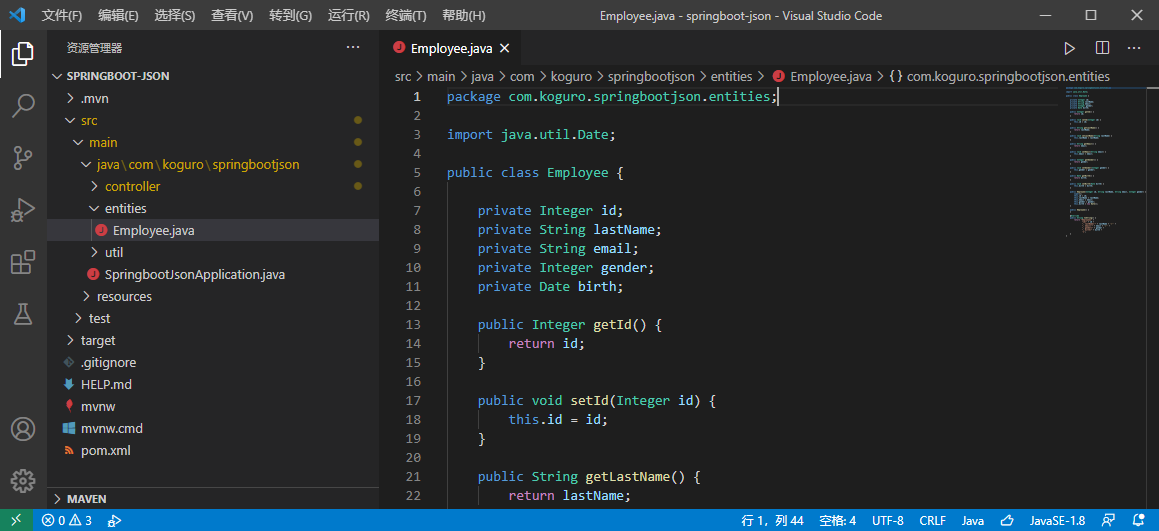 文件(F) 编辑(E) 选择(S) 查看(V) 转到(G) 运行(R) 终端(T) 帮助(H) Employee.java - springboot-json - Visual Studio Code
资源管理器
SPRINGBOOT-JSON
.mvn
src
main
java\com\koguro\springbootjson
controller
entities
Employee.java
util
SpringbootJsonApplication.java
resources
test
target
.gitignore
HELP.md
mvnw
mvnw.cmd
pom.xml
MAVEN
Employee.java
src > main > java > com > koguro > springbootjson > entities > Employee.java > {} com.koguro.springbootjson.entities
1 package com.koguro.springbootjson.entities;
2
3 import java.util.Date;
4
5 public class Employee {
6
7 private Integer id;
8 private String lastName;
9 private String email;
10 private Integer gender;
11 private Date birth;
12
13 public Integer getId() {
14 return id;
15 }
16
17 public void setId(Integer id) {
18 this.id = id;
19 }
20
21 public String getLastName() {
22 return lastName;
0 3 行 1，列 44 空格: 4 UTF-8 CRLF Java JavaSE-1.8